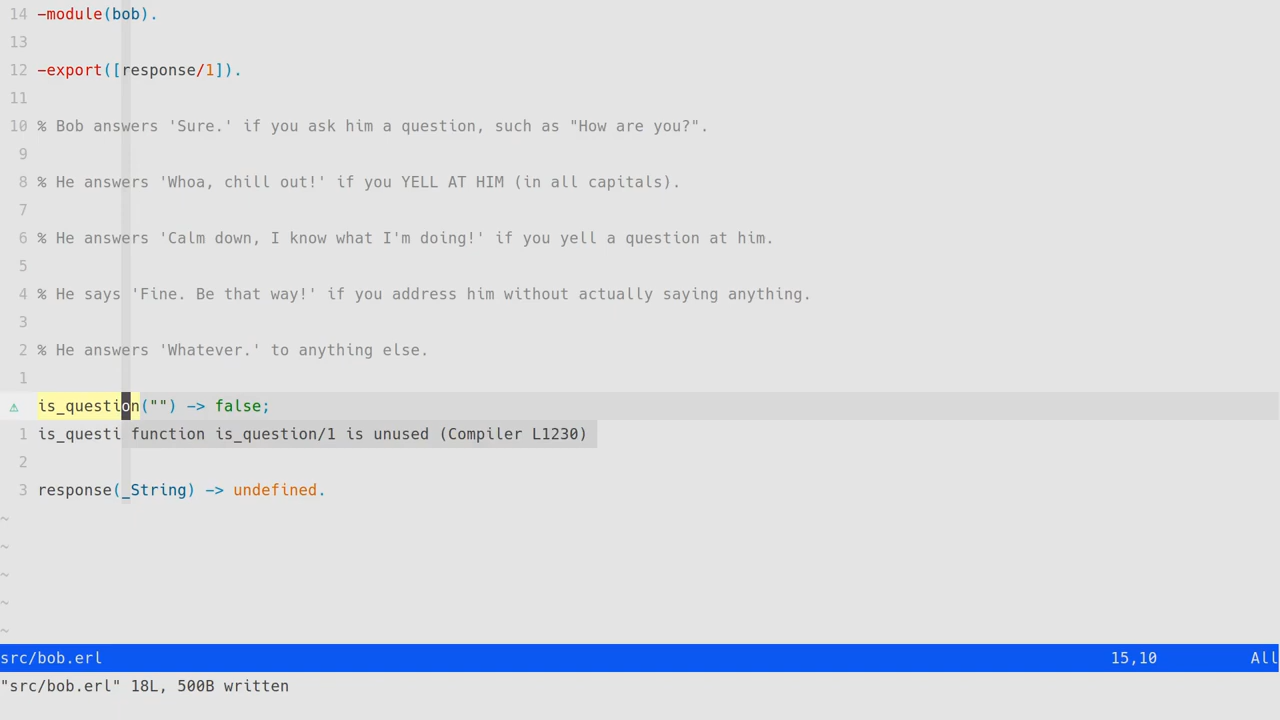 14 -module(bob).
13
12 -export([response/1]).
11
10 % Bob answers 'Sure.' if you ask him a question, such as "How are you?".
9
8 % He answers 'Whoa, chill out!' if you YELL AT HIM (in all capitals).
7
6 % He answers 'Calm down, I know what I'm doing!' if you yell a question at him.
5
4 % He says 'Fine. Be that way!' if you address him without actually saying anything.
3
2 % He answers 'Whatever.' to anything else.
1
⚠ is_question("") -> false;
1 is_questi function is_question/1 is unused (Compiler L1230)
2
3 response(_String) -> undefined.
~
~
~
~
~
src/bob.erl 15,10 All
"src/bob.erl" 18L, 500B written